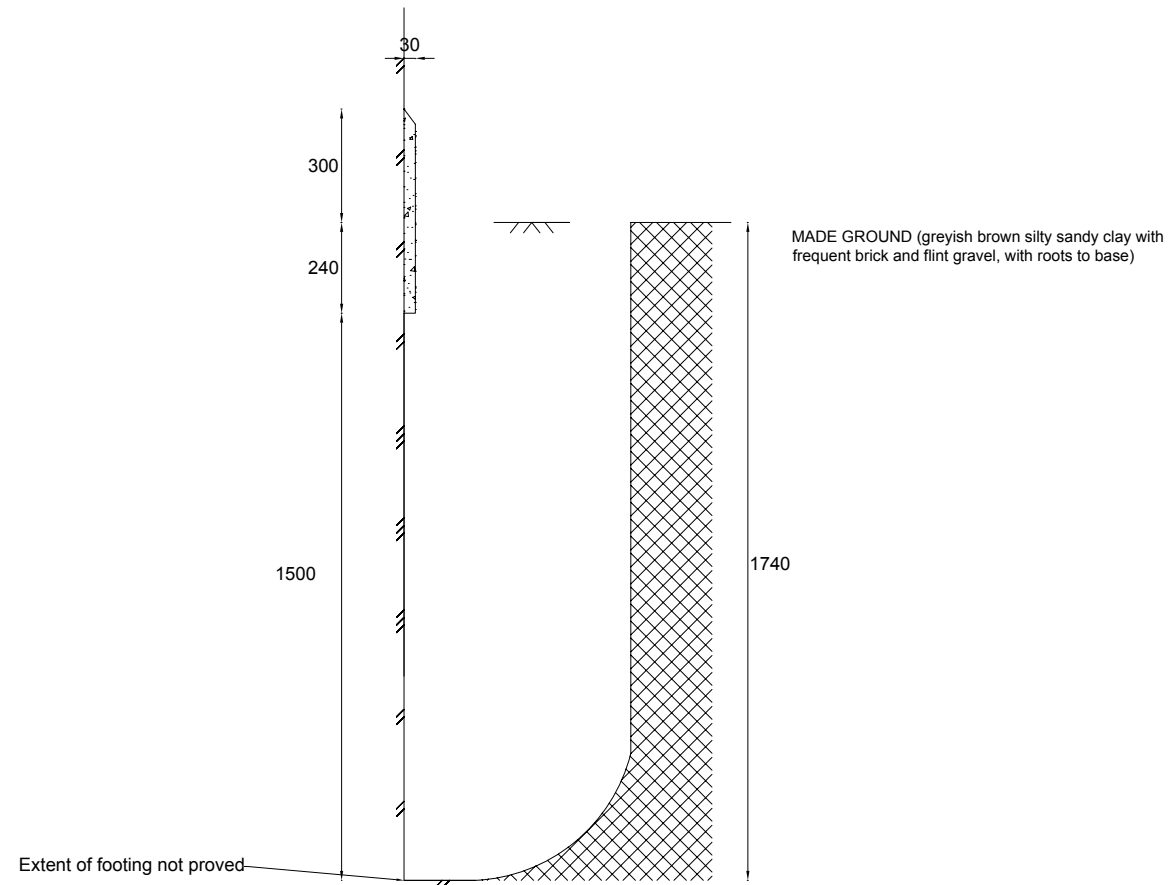 30
300
MADE GROUND (greyish brown silty sandy clay with
frequent brick and flint gravel, with roots to base)
240
1740
1500
Extent of footing not proved